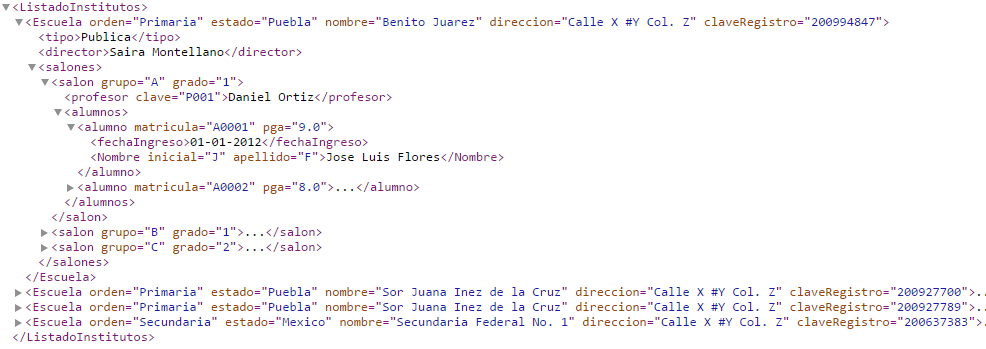 <ListadoInstitutos>
<Escuela orden="Primaria" estado="Puebla" nombre="Benito Juarez" direccion="Calle X #Y Col. Z" claveRegistro="200994847">
<tipo>Publica</tipo>
<director>Saira Montellano</director>
<salones>
<salon grupo="A" grado="1">
<profesor clave="P001">Daniel Ortiz</profesor>
<alumnos>
<alumno matricula="A0001" pga="9.0">
<fechaIngreso>01-01-2012</fechaIngreso>
<Nombre inicial="J" apellido="F">Jose Luis Flores</Nombre>
</alumno>
<alumno matricula="A0002" pga="8.0">...</alumno>
</alumnos>
</salon>
<salon grupo="B" grado="1">...</salon>
<salon grupo="C" grado="2">...</salon>
</salones>
</Escuela>
<Escuela orden="Primaria" estado="Puebla" nombre="Sor Juana Inez de la Cruz" direccion="Calle X #Y Col. Z" claveRegistro="200927700">..
<Escuela orden="Primaria" estado="Puebla" nombre="Sor Juana Inez de la Cruz" direccion="Calle X #Y Col. Z" claveRegistro="200927789">..
<Escuela orden="Secundaria" estado="Mexico" nombre="Secundaria Federal No. 1" direccion="Calle X #Y Col. Z" claveRegistro="200637383">.
</ListadoInstitutos>